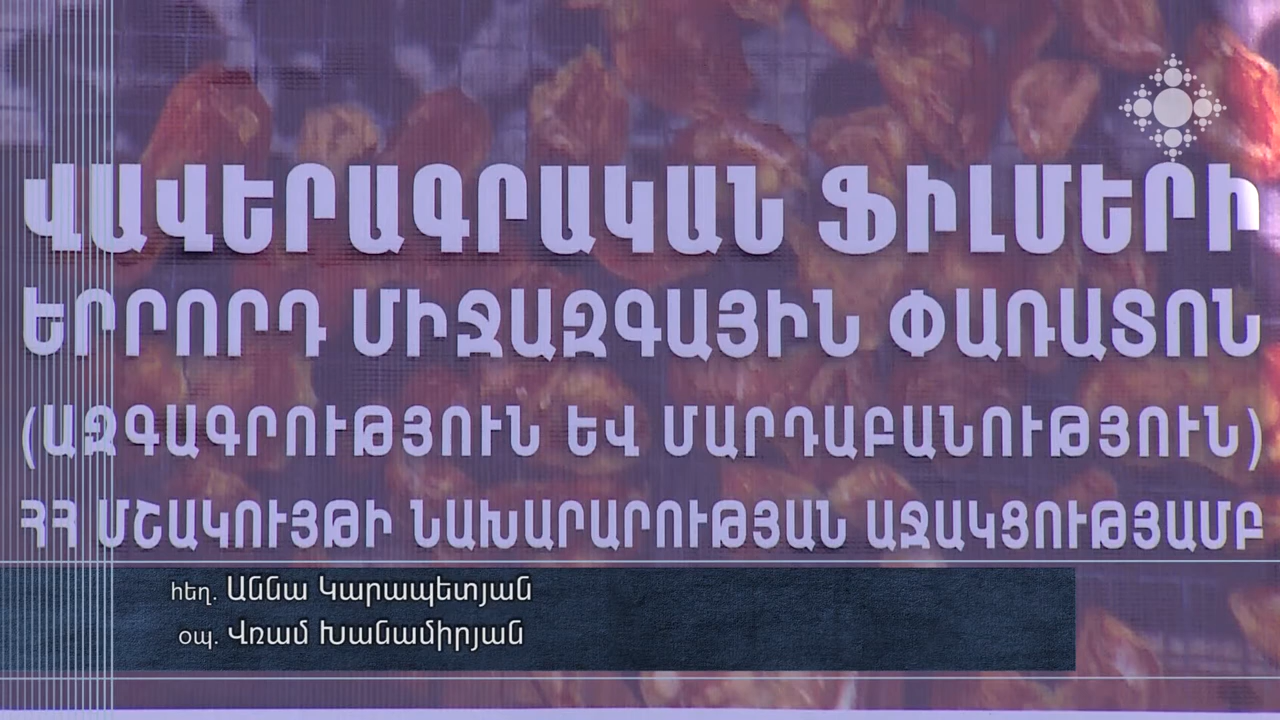 ՎԱՎԵՐԱԳՐԱԿԱՆ ՖԻԼՄԵՐԻ
ԵՐՐՈՐԴ ՄԻՋԱԶԳԱՅԻՆ ՓԱՌԱՏՈՆ
(ԱԶԳԱԳՐՈՒԹՅՈՒՆ ԵՎ ՄԱՐԴԱԲԱՆՈՒԹՅՈՒՆ)
ՀՀ ՄՇԱԿՈՒՅԹԻ ՆԱԽԱՐԱՐՈՒԹՅԱՆ ԱՋԱԿՑՈՒԹՅԱՄԲ
հեղ. Աննա Կարապետյան
օպ. Վռամ Խանամիրյան